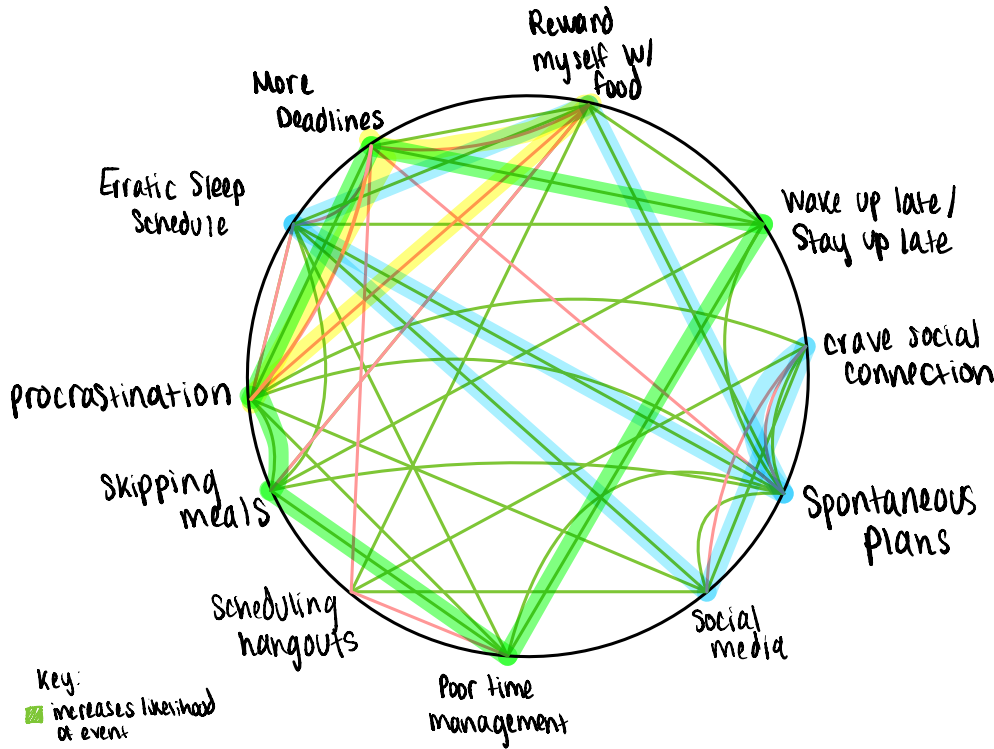 Reward
myself w/
food
More
Deadlines
Erratic Sleep
Schedule
Wake up late/
Stay up late
crave social
connection
procrastination
Skipping
meals
Spontaneous
Plans
Scheduling
hangouts
Social
media
Poor time
management
Key:
increases likelihood
of event